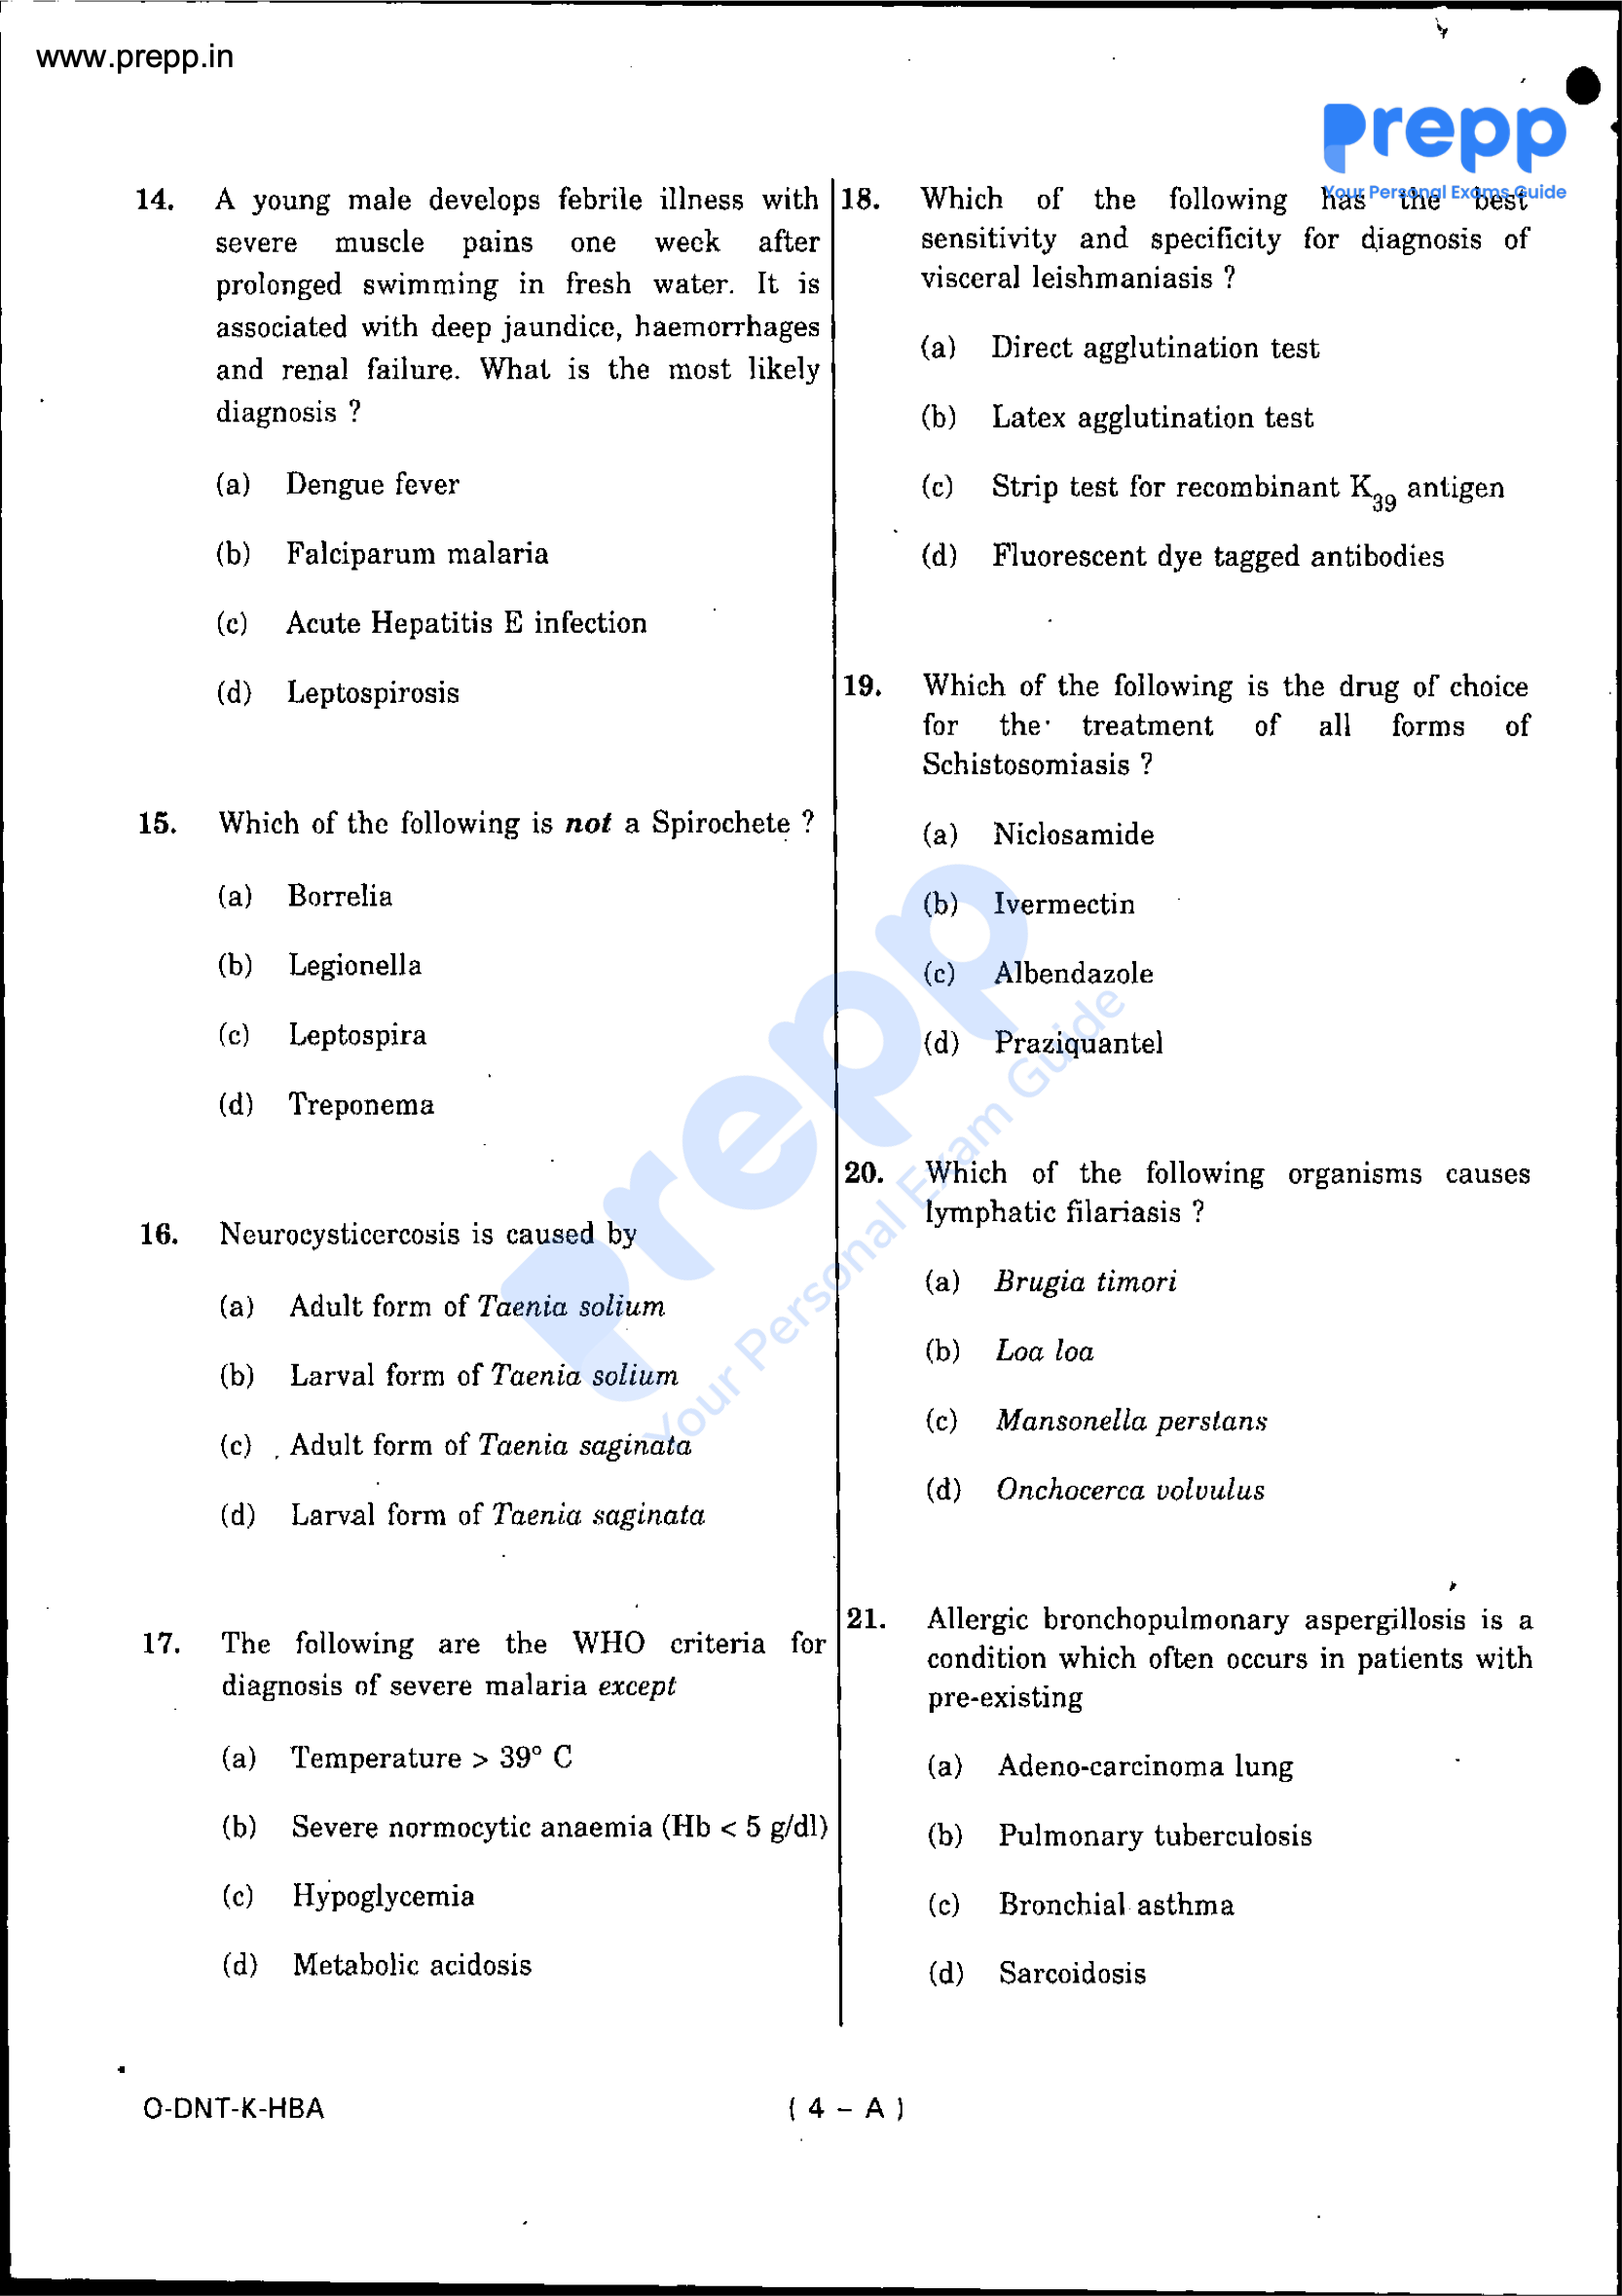 www.prepp.in
prepp
Your Personal Exams Guide
14. A young male develops febrile illness with
severe muscle pains one week after
prolonged swimming in fresh water. It is
associated with deep jaundice, haemorrhages
and renal failure. What is the most likely
diagnosis ?
(a) Dengue fever
(b) Falciparum malaria
(c) Acute Hepatitis E infection
(d) Leptospirosis
15. Which of the following is not a Spirochete ?
(a) Borrelia
(b) Legionella
(c) Leptospira
(d) Treponema
16. Neurocysticercosis is caused by
(a) Adult form of Taenia solium
(b) Larval form of Taenia solium
(c) Adult form of Taenia saginata
(d) Larval form of Taenia saginata
17. The following are the WHO criteria for
diagnosis of severe malaria except
(a) Temperature > 39° C
(b) Severe normocytic anaemia (Hb < 5 g/dl)
(c) Hypoglycemia
(d) Metabolic acidosis
18. Which of the following has the best
sensitivity and specificity for diagnosis of
visceral leishmaniasis ?
(a) Direct agglutination test
(b) Latex agglutination test
(c) Strip test for recombinant K39 antigen
(d) Fluorescent dye tagged antibodies
19. Which of the following is the drug of choice
for the treatment of all forms of
Schistosomiasis ?
(a) Niclosamide
(b) Ivermectin
(c) Albendazole
(d) Praziquantel
20. Which of the following organisms causes
lymphatic filariasis ?
(a) Brugia timori
(b) Loa loa
(c) Mansonella perstans
(d) Onchocerca volvulus
21. Allergic bronchopulmonary aspergillosis is a
condition which often occurs in patients with
pre-existing
(a) Adeno-carcinoma lung
(b) Pulmonary tuberculosis
(c) Bronchial asthma
(d) Sarcoidosis
prepp
Your Personal Exam Guide
O-DNT-K-HBA
( 4 – A )